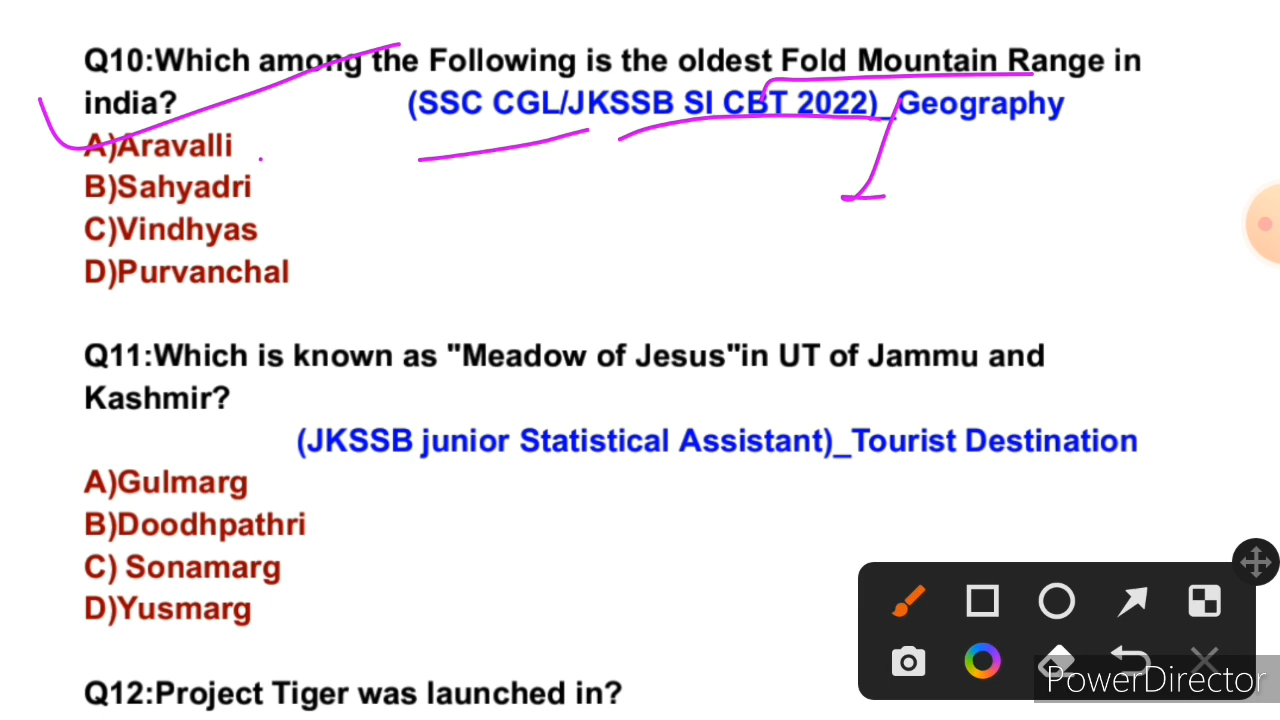 Q10:Which among the Following is the oldest Fold Mountain Range in
india? (SSC CGL/JKSSB SI CBT 2022)_Geography
A)Aravalli
B)Sahyadri
C)Vindhyas
D)Purvanchal
Q11:Which is known as "Meadow of Jesus"in UT of Jammu and
Kashmir?
(JKSSB junior Statistical Assistant)_Tourist Destination
A)Gulmarg
B)Doodhpathri
C) Sonamarg
D)Yusmarg
Q12:Project Tiger was launched in?
PowerDirector